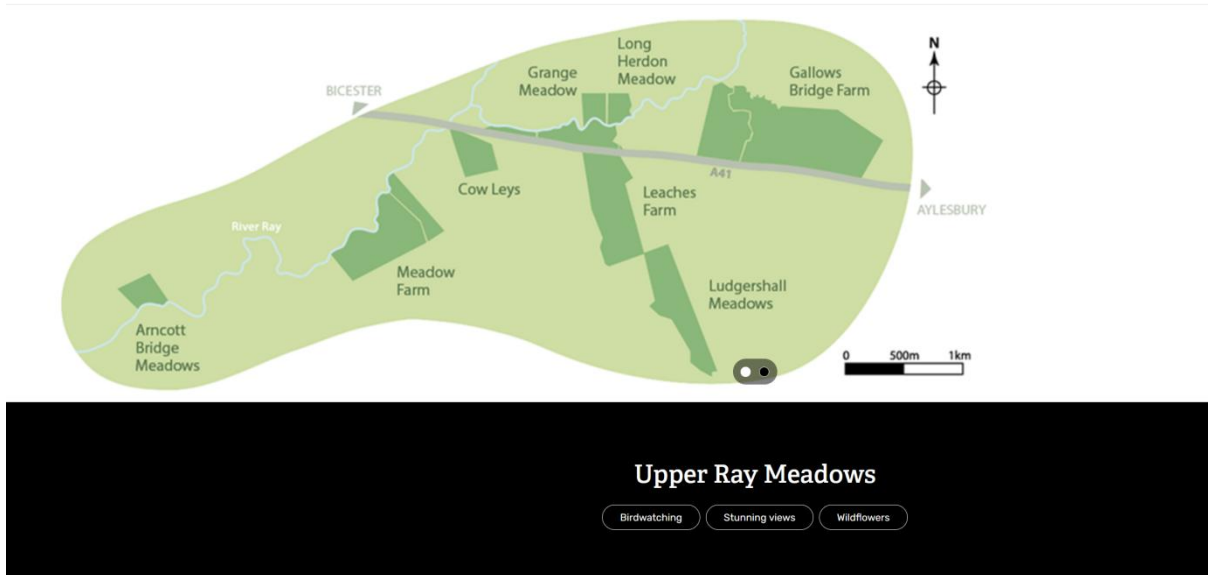 BICESTER
Grange
Meadow
Long
Herdon
Meadow
Gallows
Bridge Farm
N
Cow Leys
A41
Leaches
Farm
AYLESBURY
River Ray
Meadow
Farm
Ludgershall
Meadows
Arncott
Bridge
Meadows
0 500m 1km
Upper Ray Meadows
Birdwatching Stunning views Wildflowers